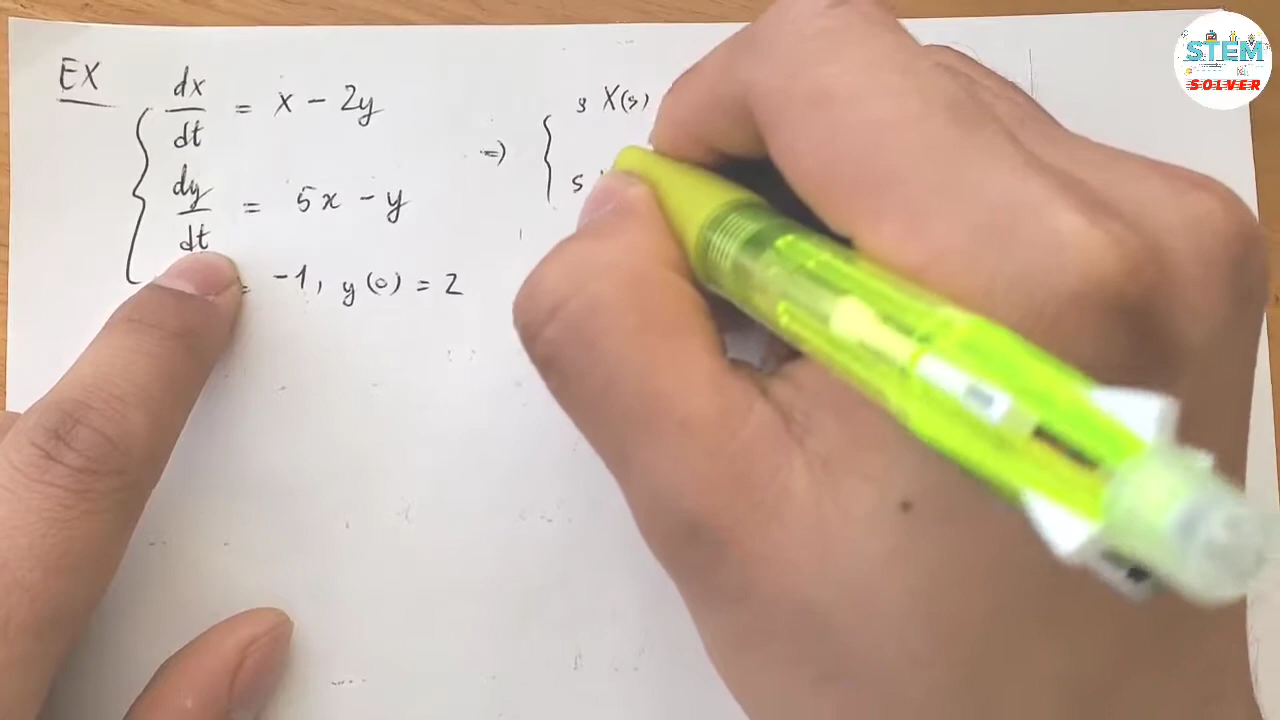 EX
dx/dt = x - 2y
dy/dt = 5x - y
= -1, y(0) = 2
=> s X(s)
s
STEM
SOLVER